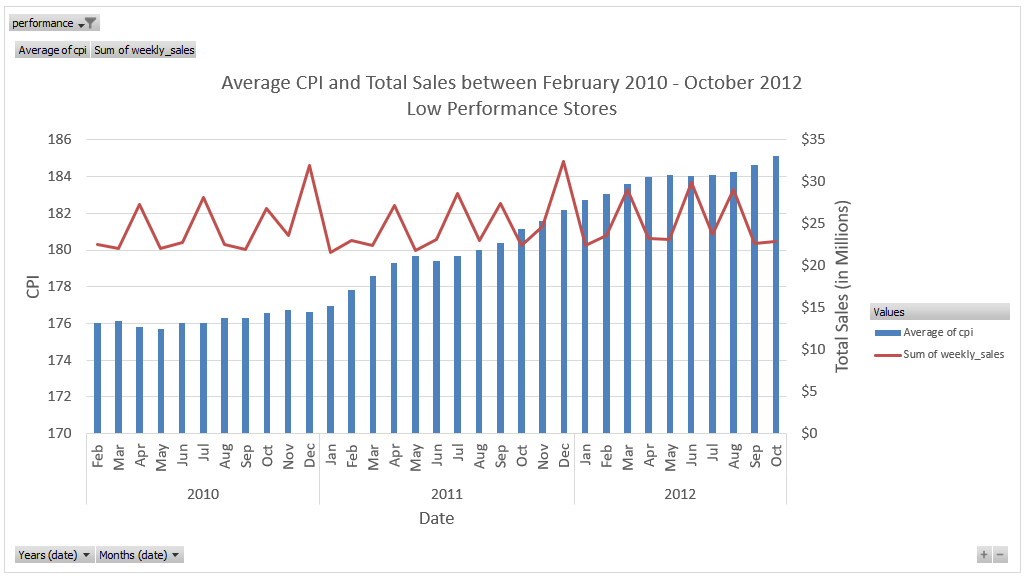 performance
Average of cpi Sum of weekly_sales
Average CPI and Total Sales between February 2010 - October 2012
Low Performance Stores
186
184
182
180
178
176
174
172
170
CPI
$35
$30
$25
$20
$15
$10
$5
$0
Total Sales (in Millions)
Values
Average of cpi
Sum of weekly_sales
Feb Mar Apr May Jun Jul Aug Sep Oct Nov Dec Jan Feb Mar Apr May Jun Jul Aug Sep Oct Nov Dec Jan Feb Mar Apr May Jun Jul Aug Sep Oct
2010 2011 2012
Date
Years (date) Months (date)
+ −